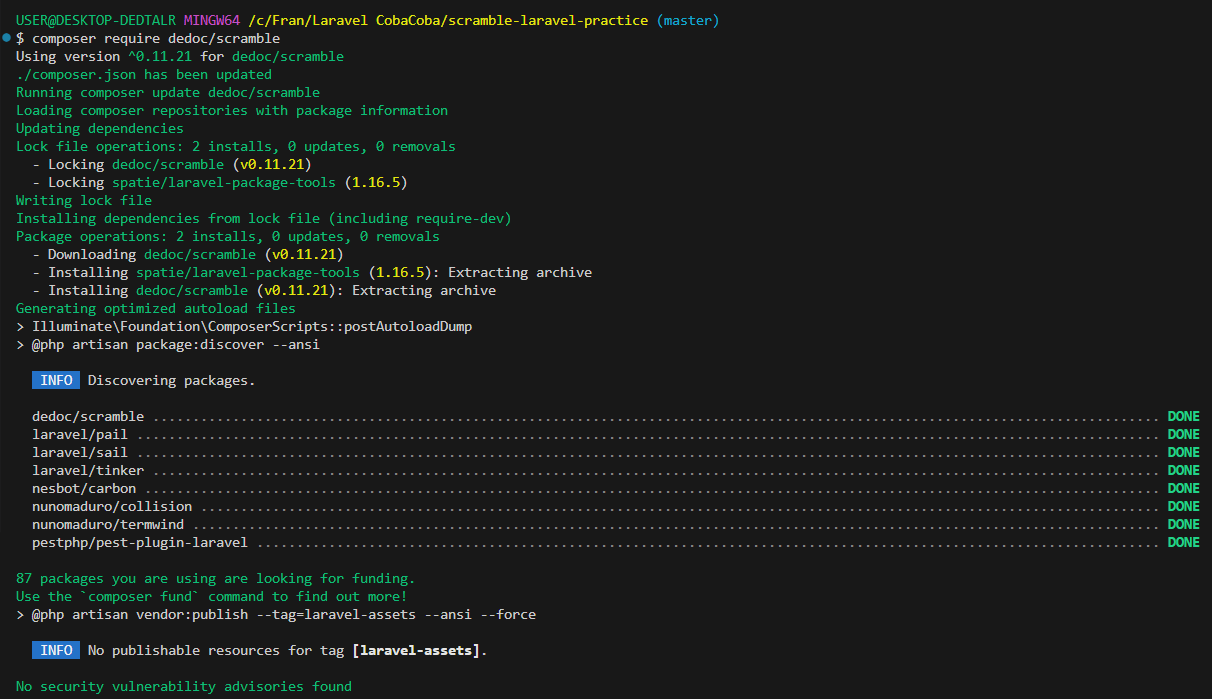 USER@DESKTOP-DEDTALR MINGW64 /c/Fran/Laravel CobaCoba/scramble-laravel-practice (master)
$ composer require dedoc/scramble
Using version ^0.11.21 for dedoc/scramble
./composer.json has been updated
Running composer update dedoc/scramble
Loading composer repositories with package information
Updating dependencies
Lock file operations: 2 installs, 0 updates, 0 removals
  - Locking dedoc/scramble (v0.11.21)
  - Locking spatie/laravel-package-tools (1.16.5)
Writing lock file
Installing dependencies from lock file (including require-dev)
Package operations: 2 installs, 0 updates, 0 removals
  - Downloading dedoc/scramble (v0.11.21)
  - Installing spatie/laravel-package-tools (1.16.5): Extracting archive
  - Installing dedoc/scramble (v0.11.21): Extracting archive
Generating optimized autoload files
> Illuminate\Foundation\ComposerScripts::postAutoloadDump
> @php artisan package:discover --ansi
INFO Discovering packages.
dedoc/scramble ........ DONE
laravel/pail ........ DONE
laravel/sail ........ DONE
laravel/tinker ........ DONE
nesbot/carbon ........ DONE
nunomaduro/collision ........ DONE
nunomaduro/termwind ........ DONE
pestphp/pest-plugin-laravel ........ DONE
87 packages you are using are looking for funding.
Use the `composer fund` command to find out more!
> @php artisan vendor:publish --tag=laravel-assets --ansi --force
INFO No publishable resources for tag [laravel-assets].
No security vulnerability advisories found